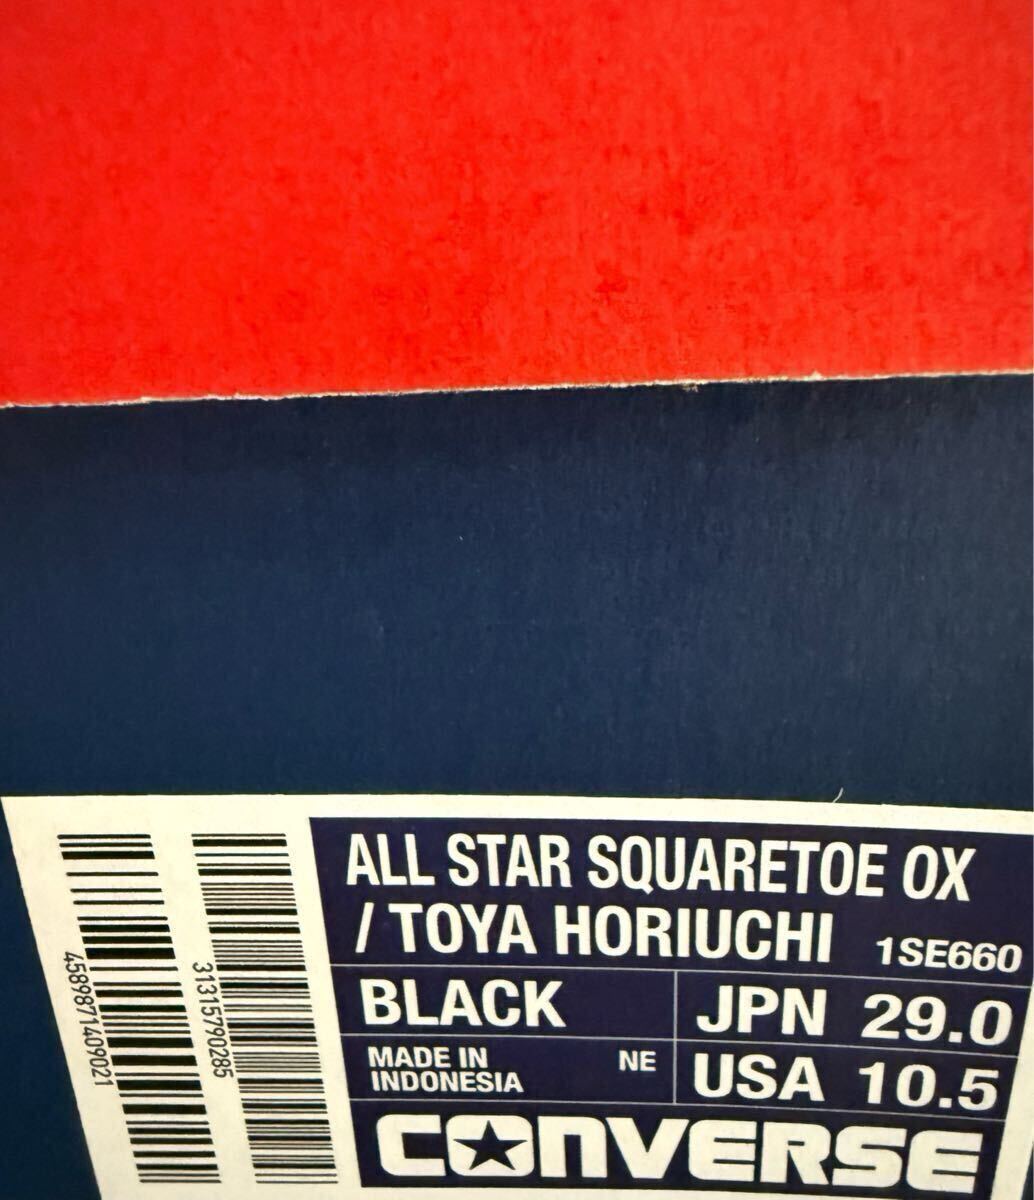 ALL STAR SQUARETOE OX
/ TOYA HORIUCHI 1SE660
BLACK
JPN 29.0
MADE IN
INDONESIA
NE
USA 10.5
CONVERSE
4589871409021
31315790285